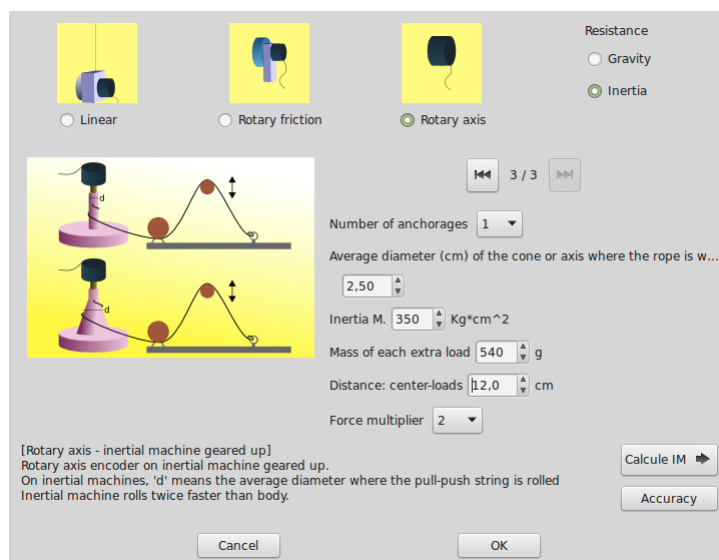 Resistance
Gravity
Inertia
Linear
Rotary friction
Rotary axis
d
d
3 / 3
Number of anchorages 1
Average diameter (cm) of the cone or axis where the rope is w...
2,50
Inertia M. 350 Kg*cm^2
Mass of each extra load 540 g
Distance: center-loads 12,0 cm
Force multiplier 2
[Rotary axis - inertial machine geared up]
Rotary axis encoder on inertial machine geared up.
On inertial machines, 'd' means the average diameter where the pull-push string is rolled
Inertial machine rolls twice faster than body.
Calcule IM
Accuracy
Cancel
OK